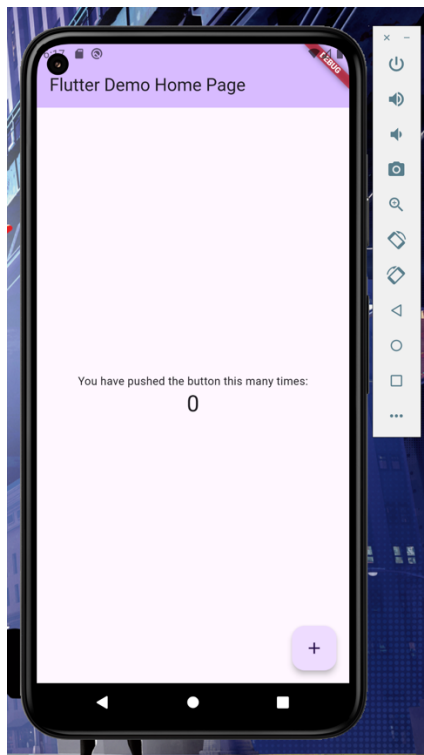 DEBUG
Flutter Demo Home Page
You have pushed the button this many times:
0
+